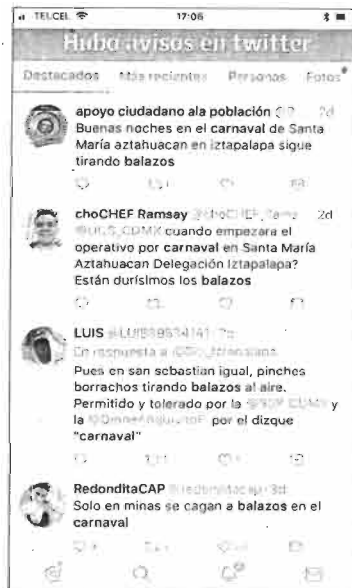 TELCEL 17:06
Hubo avisos en twitter
Destacados Más recientes Personas Fotos
apoyo ciudadano ala población 2d
Buenas noches en el carnaval de Santa
María aztahuacan en iztapalapa sigue
tirando balazos
choCHEF Ramsay 2d
cuando empezara el
operativo por carnaval en Santa María
Aztahuacan Delegación Iztapalapa?
Están durísimos los balazos
LUIS
En respuesta a
Pues en san sebastian igual, pinches
borrachos tirando balazos al aire.
Permitido y tolerado por la y
la por el dizque
"carnaval"
RedonditaCAP 3d
Solo en minas se cagan a balazos en el
carnaval